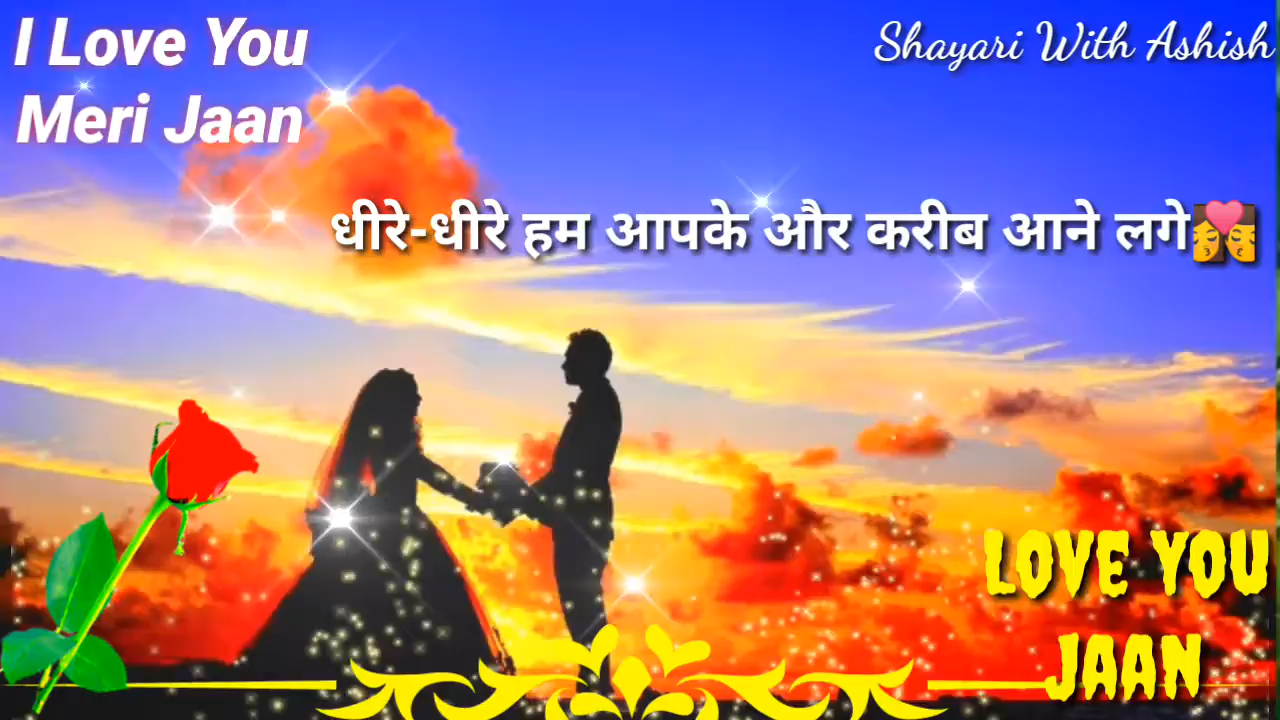 I Love You
Meri Jaan
Shayari With Ashish
धीरे-धीरे हम आपके और करीब आने लगे💏
LOVE YOU
JAAN